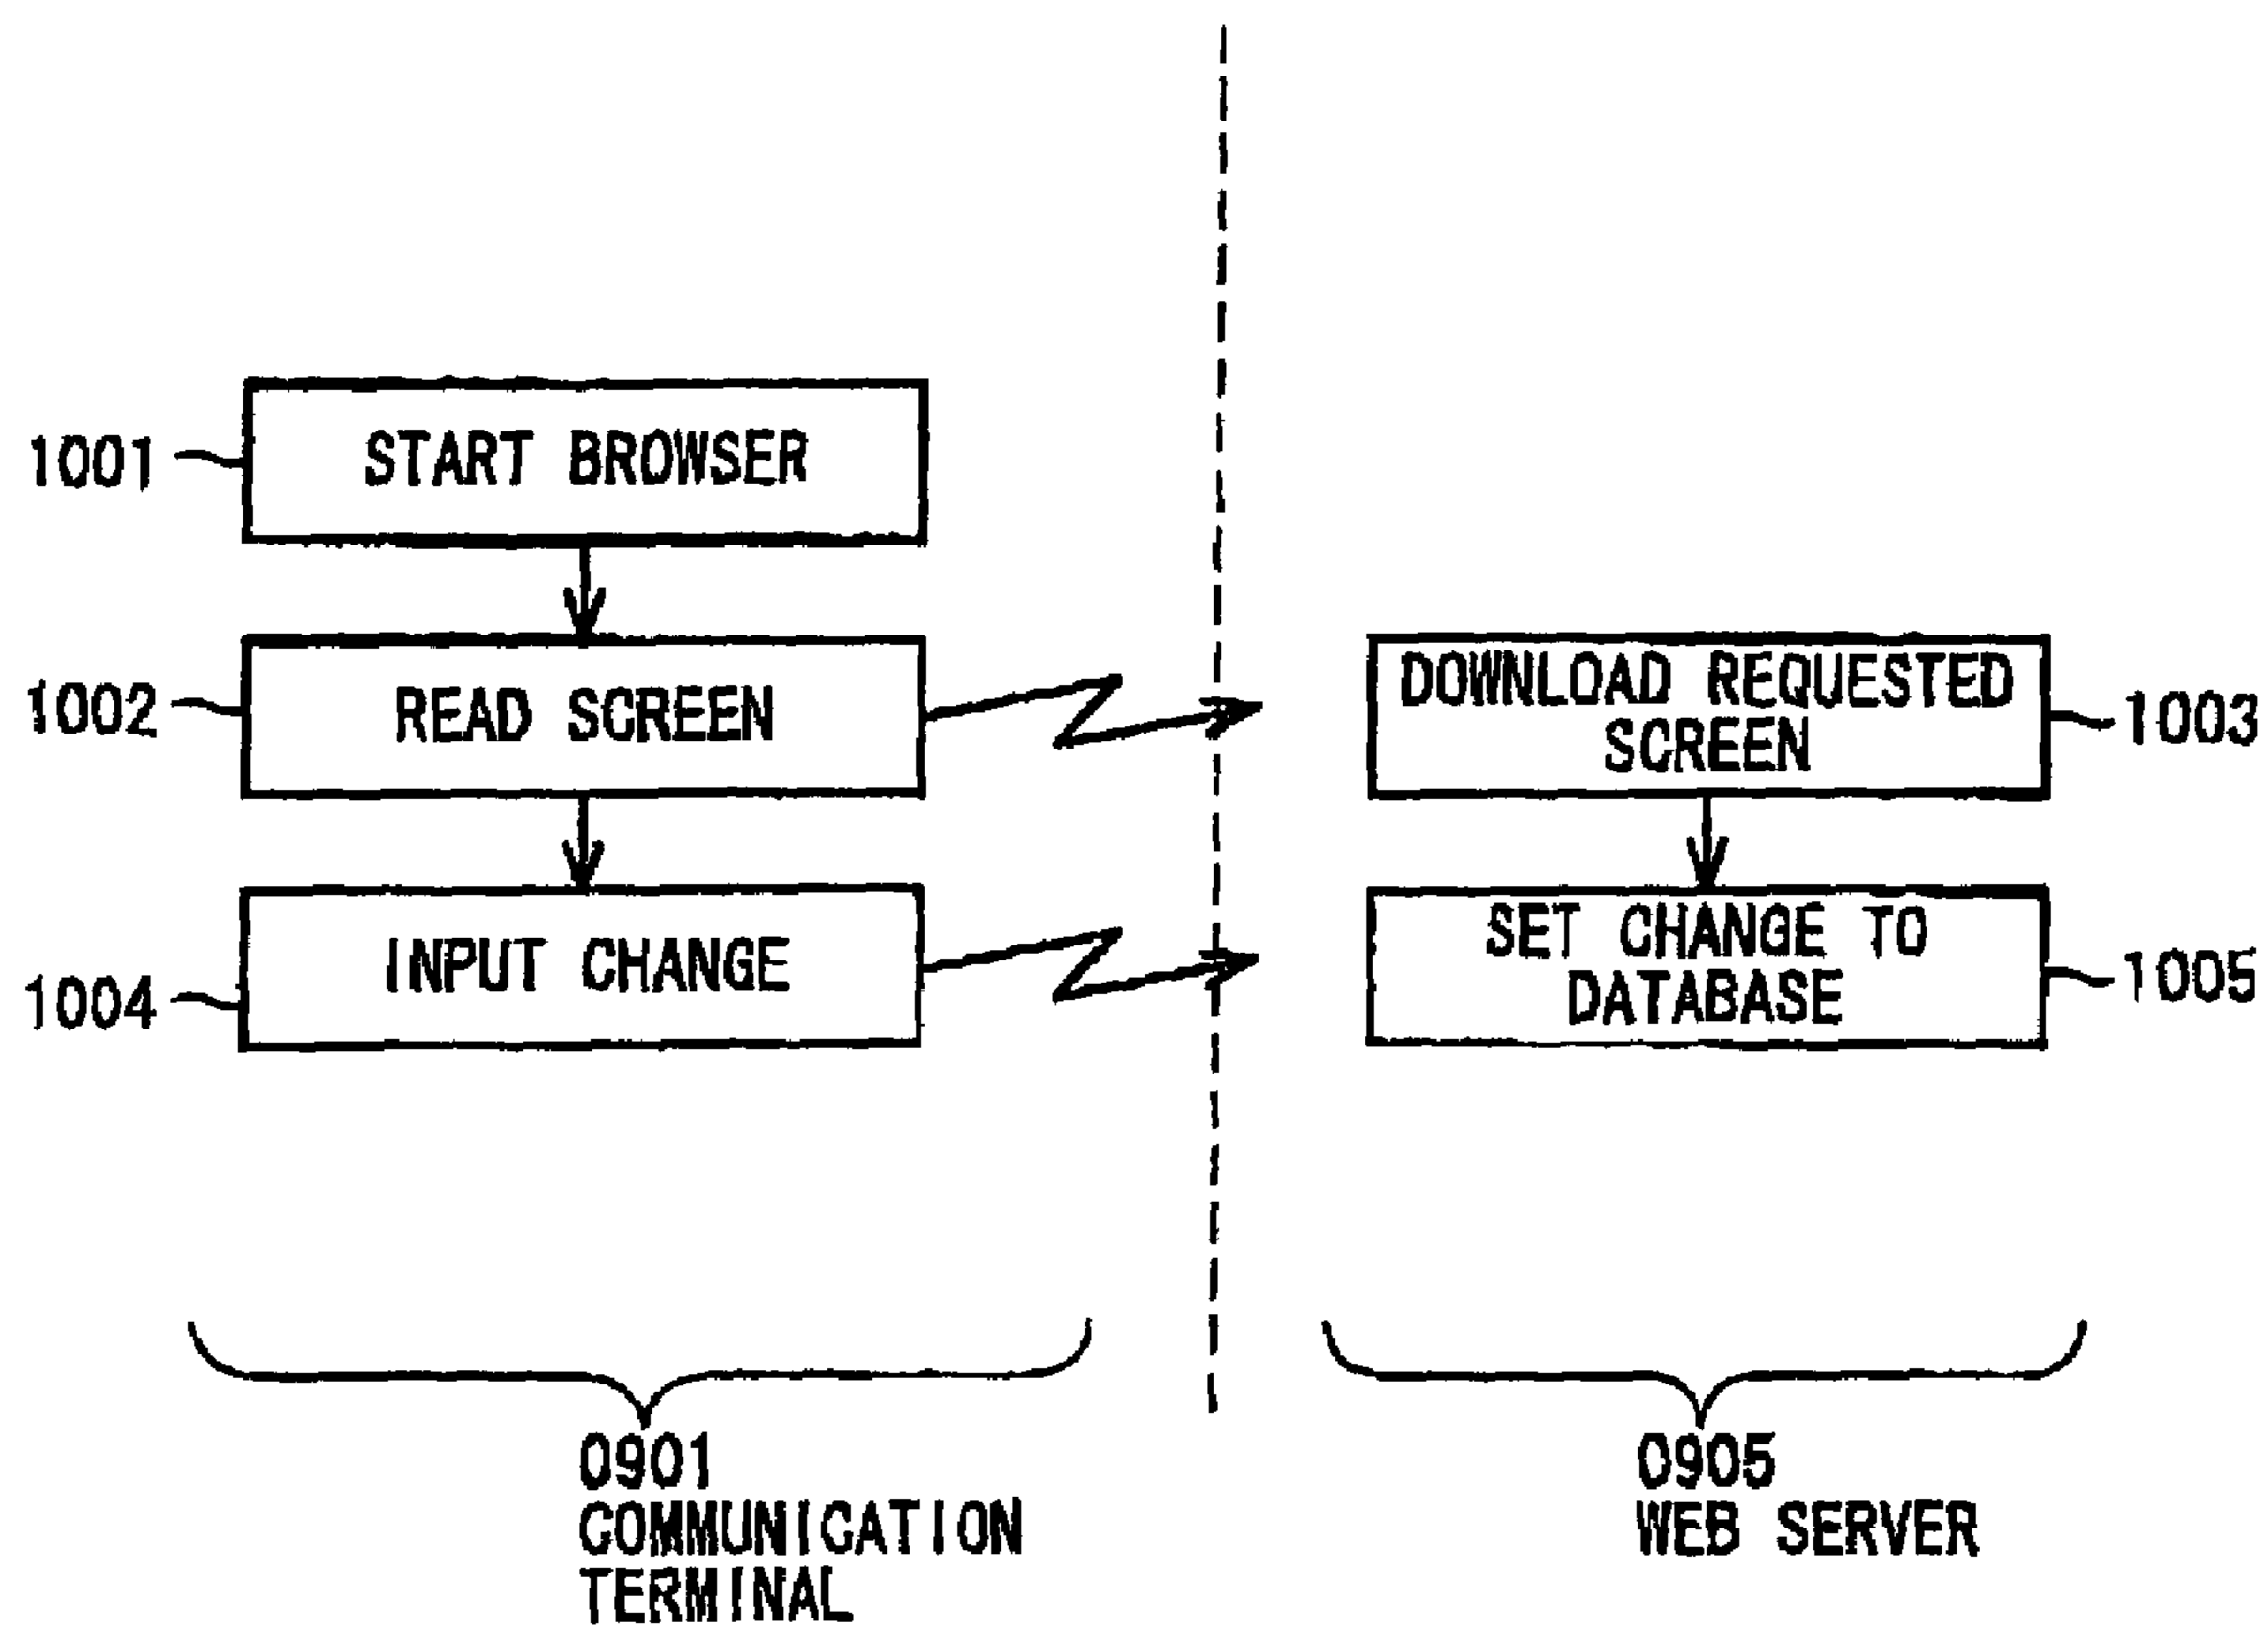 1001
START BROWSER
1002
READ SCREEN
DOWNLOAD REQUESTED
SCREEN
1003
1004
INPUT CHANGE
SET CHANGE TO
DATABASE
1005
0901
COMMUNICATION
TERMINAL
0905
WEB SERVER